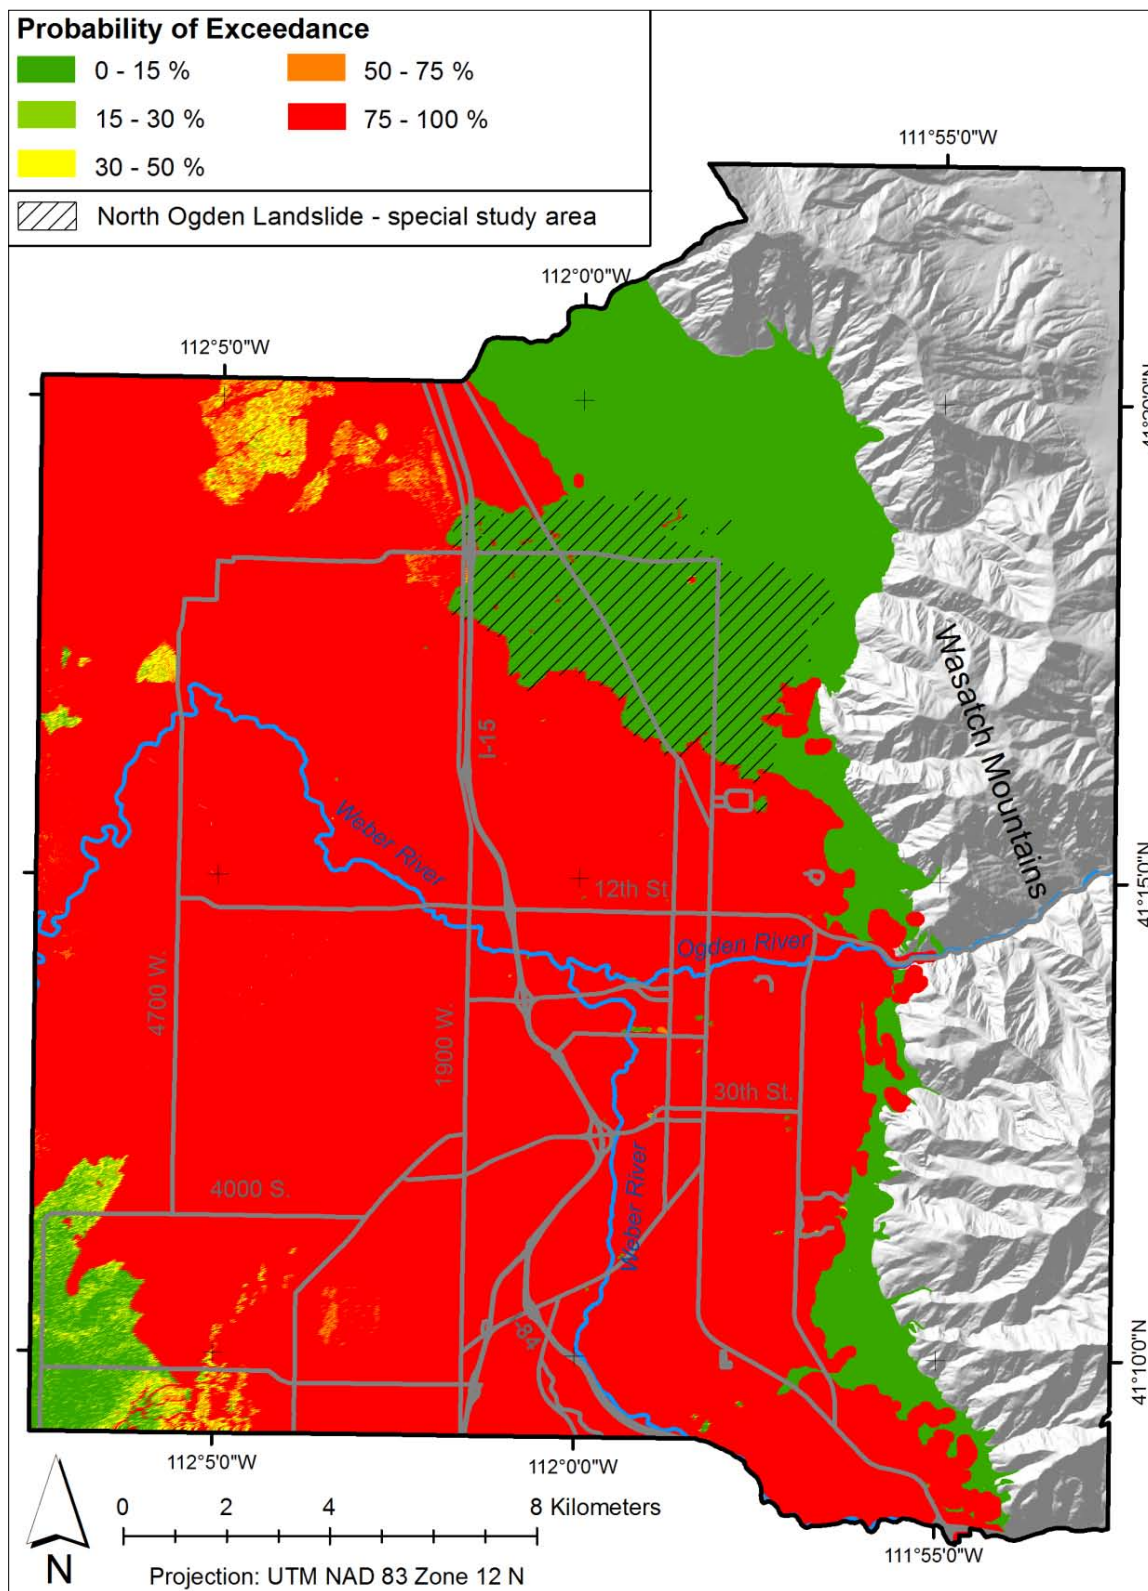 Probability of Exceedance
0 - 15 %
50 - 75 %
15 - 30 %
75 - 100 %
30 - 50 %
North Ogden Landslide - special study area
111°55'0"W
112°0'0"W
112°5'0"W
Wasatch Mountains
I-15
Weber River
12th St
Ogden River
41°15'0"N
4700 W.
1900 W.
30th St.
4000 S.
Weber River
-84
41°10'0"N
112°5'0"W
112°0'0"W
111°55'0"W
0 2 4 8 Kilometers
N
Projection: UTM NAD 83 Zone 12 N